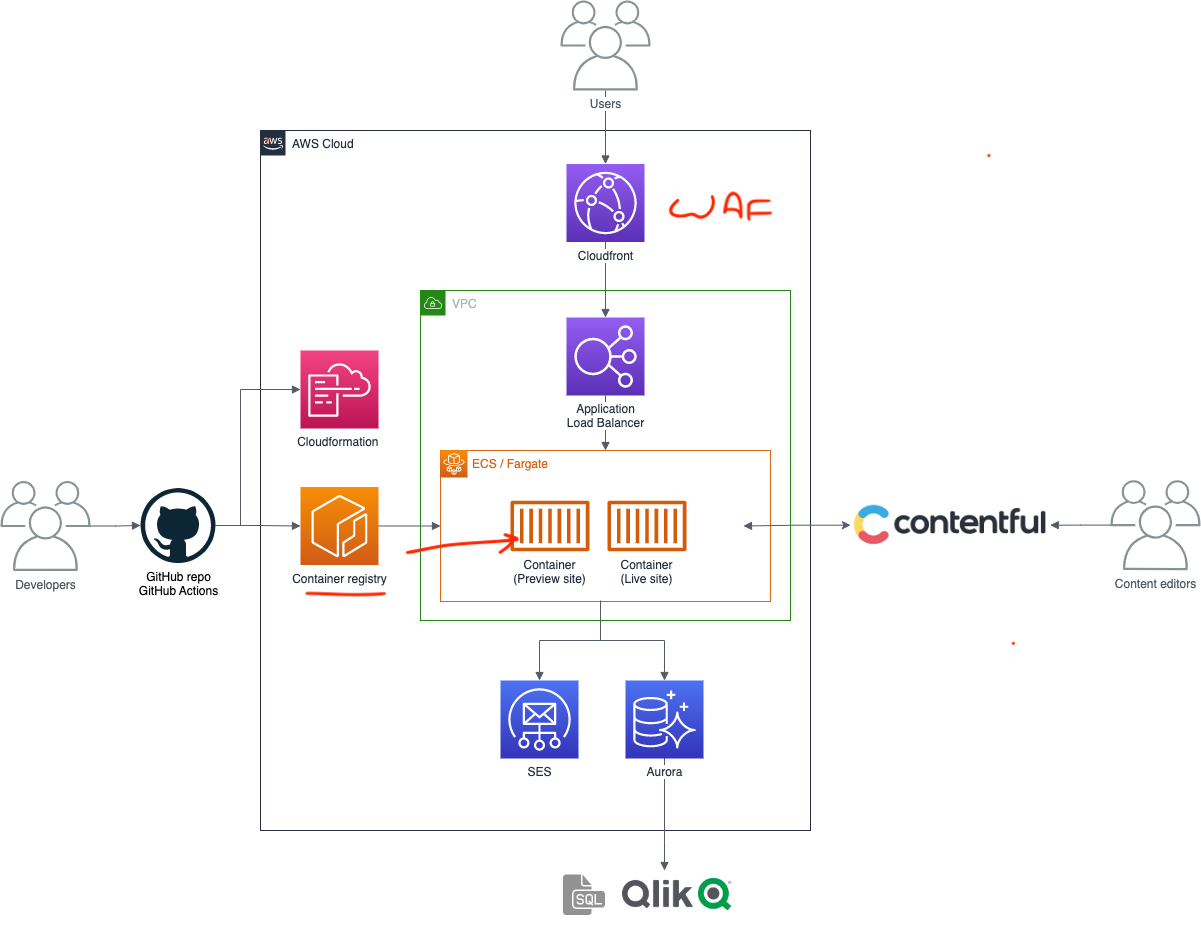 Users
aws
AWS Cloud
WAF
Cloudfront
VPC
Application
Load Balancer
Cloudformation
ECS / Fargate
contentful
Container registry
Container
(Preview site)
Container
(Live site)
Developers
GitHub repo
GitHub Actions
Content editors
SES
Aurora
SQL
Qlik